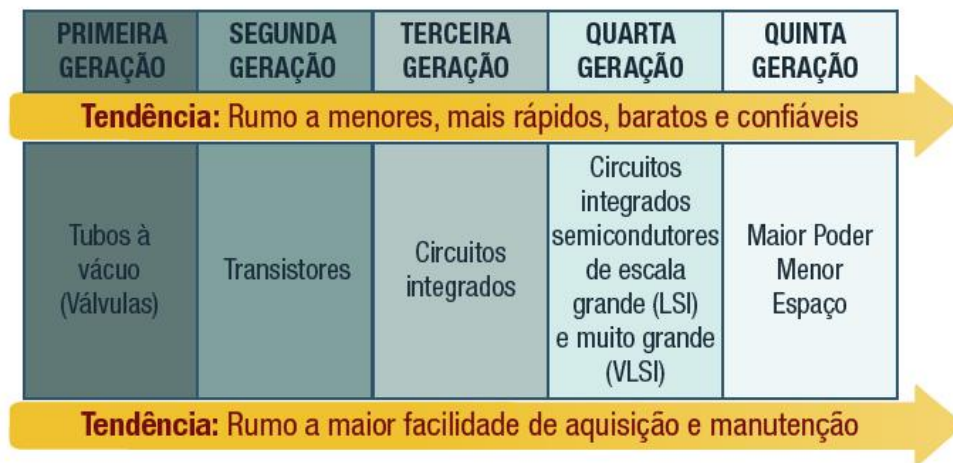 PRIMEIRA
GERAÇÃO
SEGUNDA
GERAÇÃO
TERCEIRA
GERAÇÃO
QUARTA
GERAÇÃO
QUINTA
GERAÇÃO
Tendência: Rumo a menores, mais rápidos, baratos e confiáveis
Tubos à
vácuo
(Válvulas)
Transistores
Circuitos
integrados
Circuitos
integrados
semicondutores
de escala
grande (LSI)
e muito grande
(VLSI)
Maior Poder
Menor
Espaço
Tendência: Rumo a maior facilidade de aquisição e manutenção